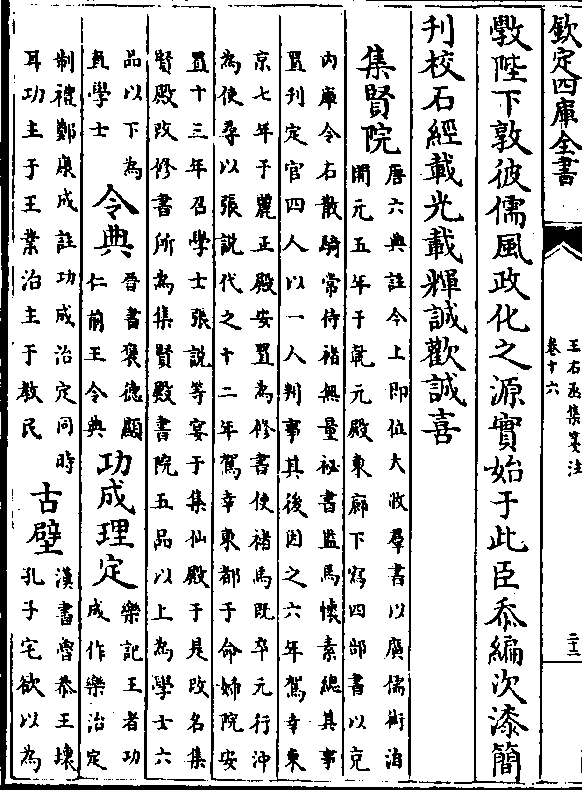 欽定四庫全書
王右丞集箋注
卷十六
二十三
敩陛下敦彼儒風政化之源實始于此臣忝編次漆簡
刊校石經載光載輝誠歡誠喜
集賢院唐六典註今上即位大收羣書以廣儒術洎
開元五年于乾元殿東廊下寫四部書以充
內庫令右散騎常侍褚無量祕書監馬懷素總其事
置刊定官四人以一人判事其後因之六年駕幸東
京七年于麗正殿安置為修書使褚馬既卒元行沖
為使尋以張說代之十二年駕幸東都于命婦院安
置十三年召學士張說等宴于集仙殿于是改名集
賢殿改修書所為集賢殿書院五品以上為學士六
品以下為
直學士
令典晉書褒德顯
仁前王令典
功成理定樂記王者功
成作樂治定
制禮鄭康成註功成治定同時
耳功主于王業治主于教民
古壁漢書魯恭王壞
孔子宅欲以為